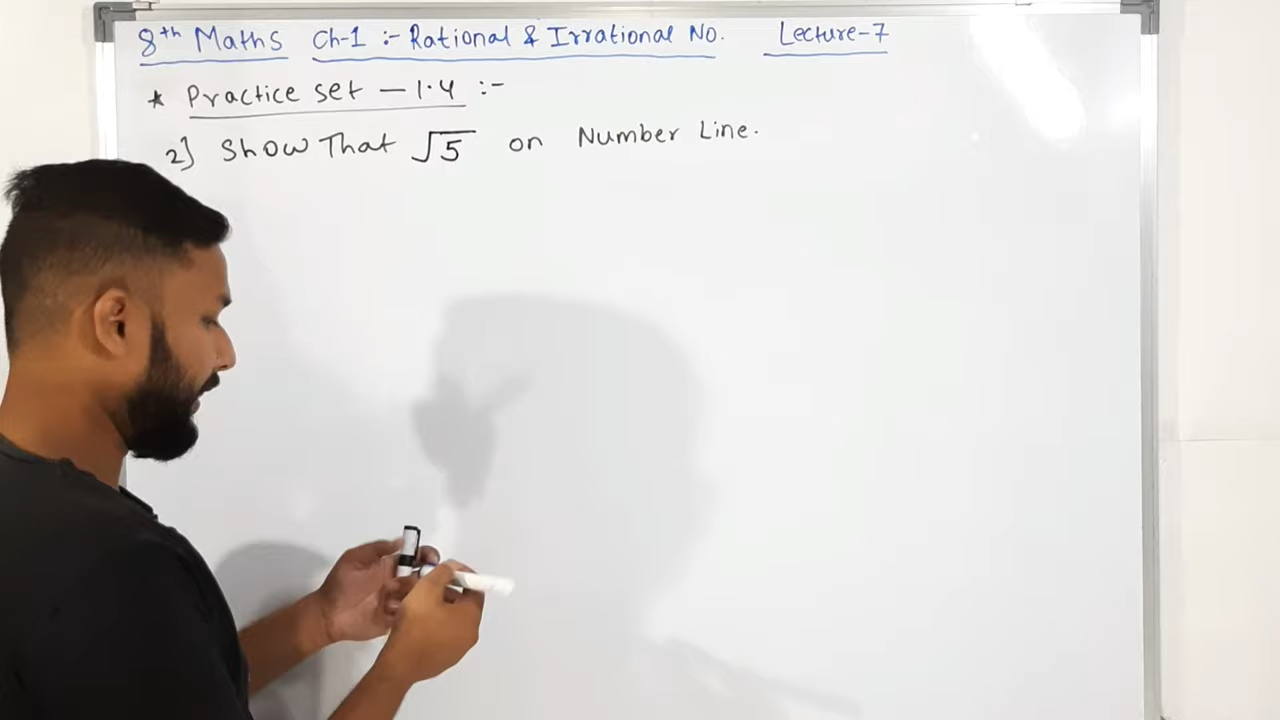 8th Maths Ch-1 :- Rational & Irrational No. Lecture-7
* Practice set - 1.4 :-
2] Show That √5 on Number Line.